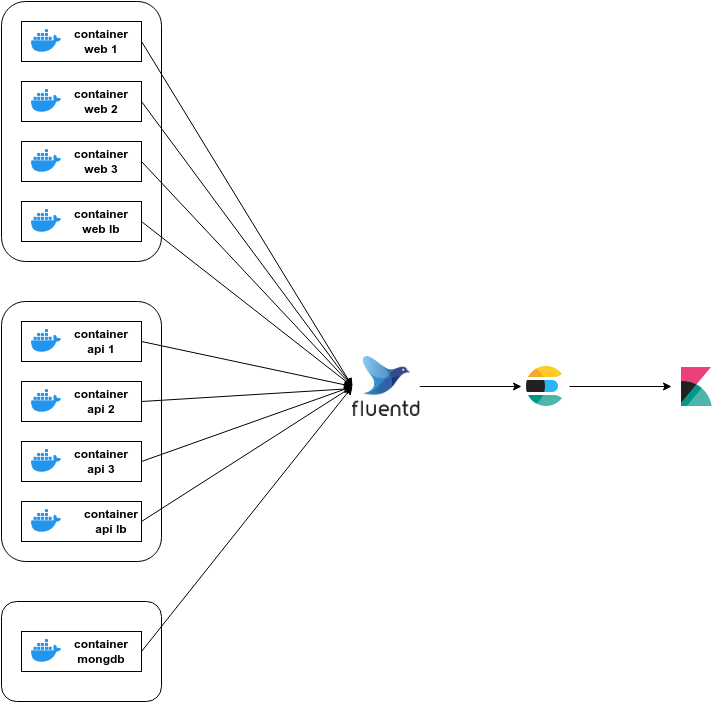 container
web 1
container
web 2
container
web 3
container
web lb
container
api 1
container
api 2
container
api 3
container
api lb
container
mongdb
fluentd